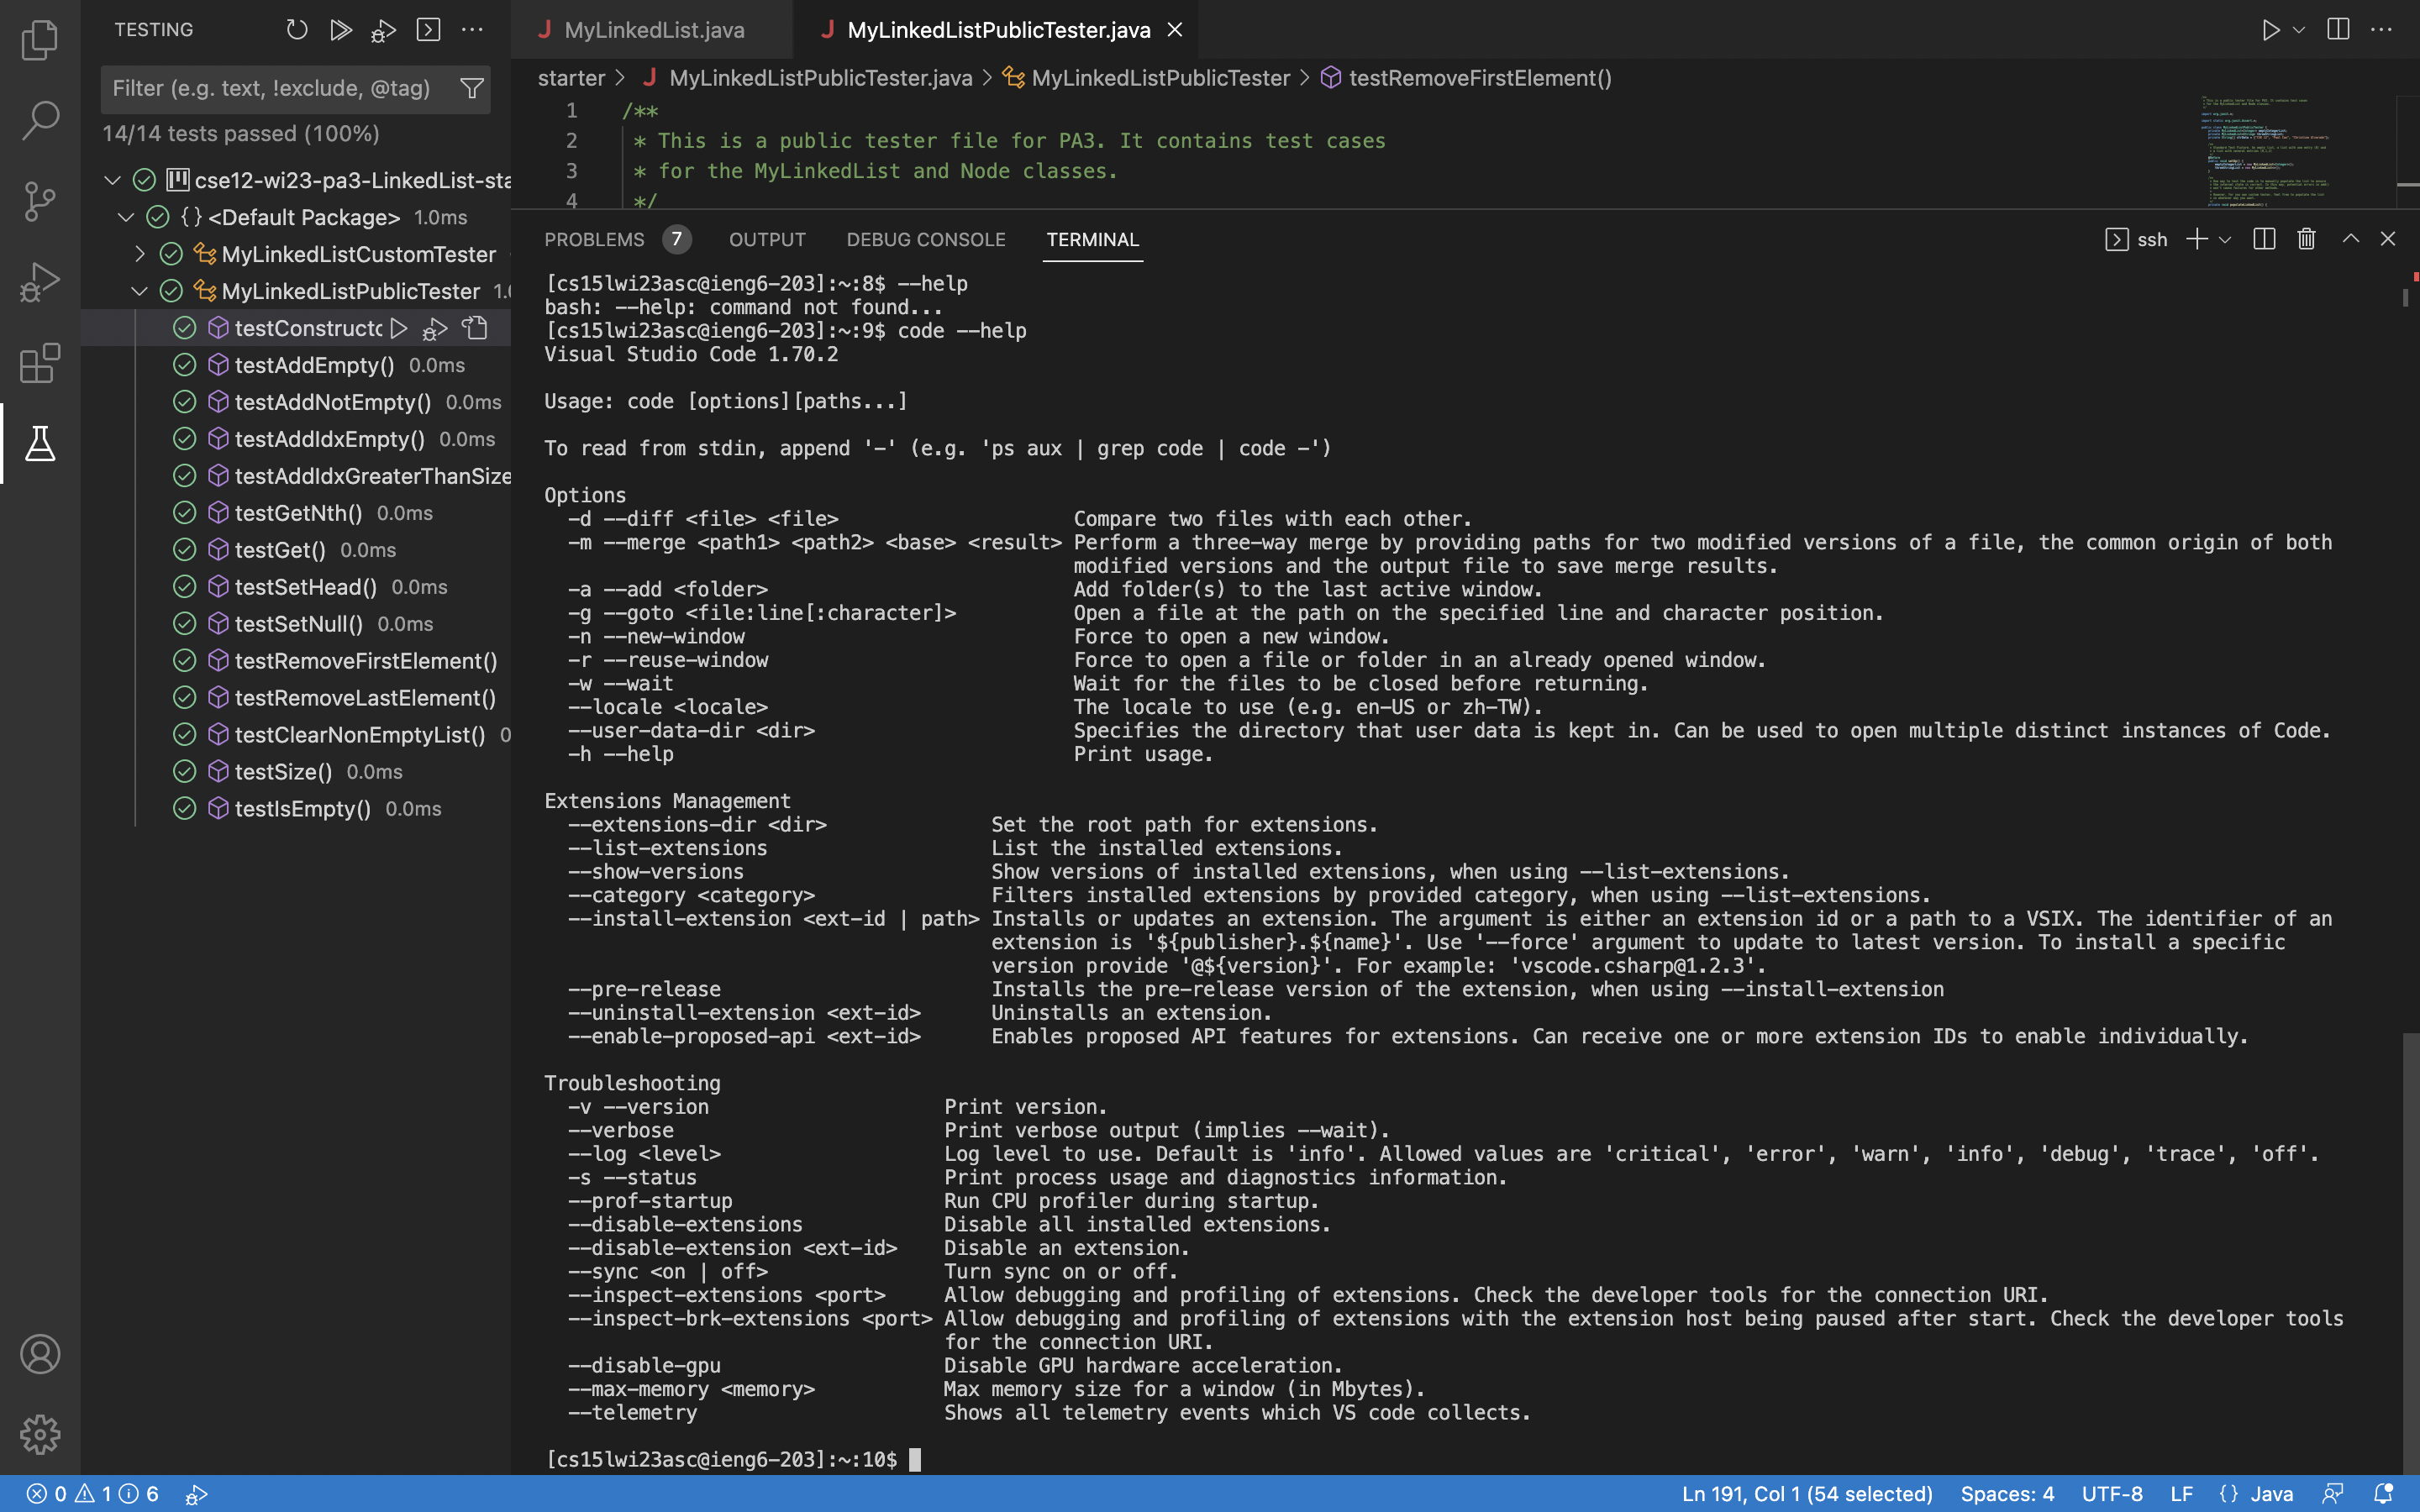 TESTING
Filter (e.g. text, !exclude, @tag)
14/14 tests passed (100%)
cse12-wi23-pa3-LinkedList-sta
{} <Default Package> 1.0ms
MyLinkedListCustomTester
MyLinkedListPublicTester 1.0
testConstructo
testAddEmpty() 0.0ms
testAddNotEmpty() 0.0ms
testAddIdxEmpty() 0.0ms
testAddIdxGreaterThanSize
testGetNth() 0.0ms
testGet() 0.0ms
testSetHead() 0.0ms
testSetNull() 0.0ms
testRemoveFirstElement()
testRemoveLastElement()
testClearNonEmptyList() 0
testSize() 0.0ms
testIsEmpty() 0.0ms
J MyLinkedList.java
J MyLinkedListPublicTester.java
starter > J MyLinkedListPublicTester.java > MyLinkedListPublicTester > testRemoveFirstElement()
1 /**
2 * This is a public tester file for PA3. It contains test cases
3 * for the MyLinkedList and Node classes.
4 */
PROBLEMS 7 OUTPUT DEBUG CONSOLE TERMINAL
ssh
[cs15lwi23asc@ieng6-203]:~:8$ --help
bash: --help: command not found...
[cs15lwi23asc@ieng6-203]:~:9$ code --help
Visual Studio Code 1.70.2
Usage: code [options][paths...]
To read from stdin, append '-' (e.g. 'ps aux | grep code | code -')
Options
-d --diff <file> <file> Compare two files with each other.
-m --merge <path1> <path2> <base> <result> Perform a three-way merge by providing paths for two modified versions of a file, the common origin of both
modified versions and the output file to save merge results.
-a --add <folder> Add folder(s) to the last active window.
-g --goto <file:line[:character]> Open a file at the path on the specified line and character position.
-n --new-window Force to open a new window.
-r --reuse-window Force to open a file or folder in an already opened window.
-w --wait Wait for the files to be closed before returning.
--locale <locale> The locale to use (e.g. en-US or zh-TW).
--user-data-dir <dir> Specifies the directory that user data is kept in. Can be used to open multiple distinct instances of Code.
-h --help Print usage.
Extensions Management
--extensions-dir <dir> Set the root path for extensions.
--list-extensions List the installed extensions.
--show-versions Show versions of installed extensions, when using --list-extensions.
--category <category> Filters installed extensions by provided category, when using --list-extensions.
--install-extension <ext-id | path> Installs or updates an extension. The argument is either an extension id or a path to a VSIX. The identifier of an
extension is '${publisher}.${name}'. Use '--force' argument to update to latest version. To install a specific
version provide '@${version}'. For example: 'vscode.csharp@1.2.3'.
--pre-release Installs the pre-release version of the extension, when using --install-extension
--uninstall-extension <ext-id> Uninstalls an extension.
--enable-proposed-api <ext-id> Enables proposed API features for extensions. Can receive one or more extension IDs to enable individually.
Troubleshooting
-v --version Print version.
--verbose Print verbose output (implies --wait).
--log <level> Log level to use. Default is 'info'. Allowed values are 'critical', 'error', 'warn', 'info', 'debug', 'trace', 'off'.
-s --status Print process usage and diagnostics information.
--prof-startup Run CPU profiler during startup.
--disable-extensions Disable all installed extensions.
--disable-extension <ext-id> Disable an extension.
--sync <on | off> Turn sync on or off.
--inspect-extensions <port> Allow debugging and profiling of extensions. Check the developer tools for the connection URI.
--inspect-brk-extensions <port> Allow debugging and profiling of extensions with the extension host being paused after start. Check the developer tools
for the connection URI.
--disable-gpu Disable GPU hardware acceleration.
--max-memory <memory> Max memory size for a window (in Mbytes).
--telemetry Shows all telemetry events which VS code collects.
[cs15lwi23asc@ieng6-203]:~:10$
0 1 6
Ln 191, Col 1 (54 selected) Spaces: 4 UTF-8 LF {} Java